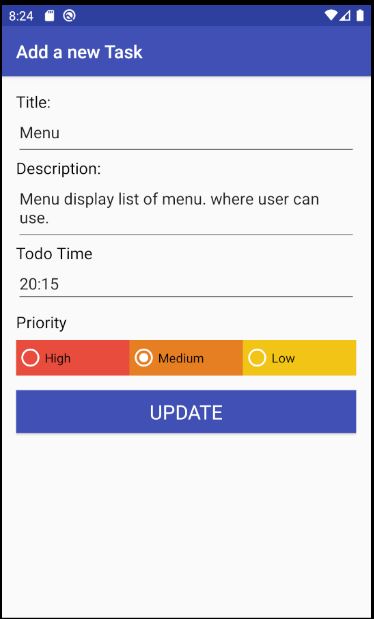 8:24
Add a new Task
Title:
Menu
Description:
Menu display list of menu. where user can
use.
Todo Time
20:15
Priority
High Medium Low
UPDATE